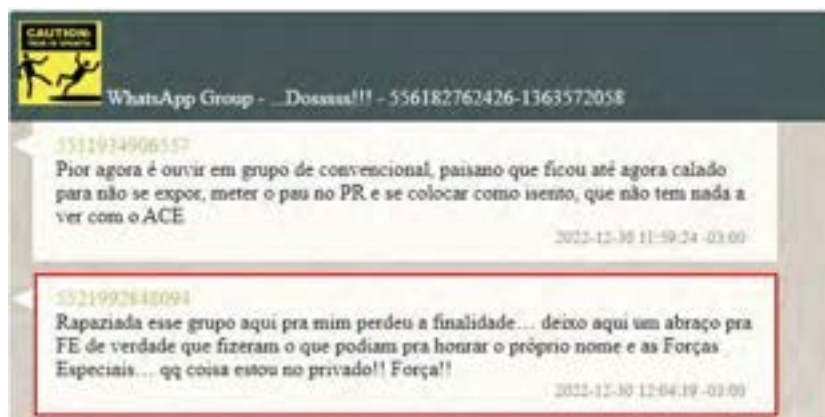 CAUTION:
WhatsApp Group - ...Dosssss!!! - 556182762426-1363572058
5511934906557
Pior agora é ouvir em grupo de convencional, paisano que ficou até agora calado
para não se expor, meter o pau no PR e se colocar como isento, que não tem nada a
ver com o ACE
2022-12-30 11:59:24 -03:00
5521992848094
Rapaziada esse grupo aqui pra mim perdeu a finalidade… deixo aqui um abraço pra
FE de verdade que fizeram o que podiam pra honrar o próprio nome e as Forças
Especiais… qq coisa estou no privado!! Força!!
2022-12-30 12:04:19 -03:00